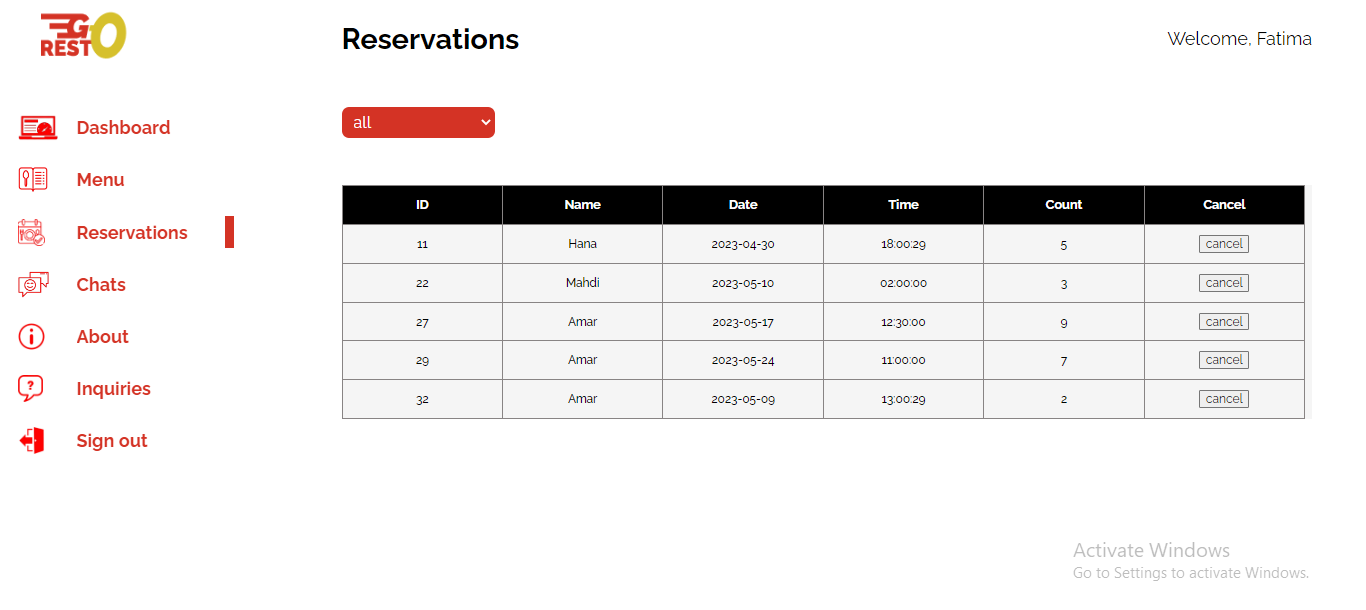 GO
REST
Reservations
Welcome, Fatima
Dashboard
Menu
Reservations
Chats
About
Inquiries
Sign out
all
ID Name Date Time Count Cancel
11 Hana 2023-04-30 18:00:29 5 cancel
22 Mahdi 2023-05-10 02:00:00 3 cancel
27 Amar 2023-05-17 12:30:00 9 cancel
29 Amar 2023-05-24 11:00:00 7 cancel
32 Amar 2023-05-09 13:00:29 2 cancel
Activate Windows
Go to Settings to activate Windows.